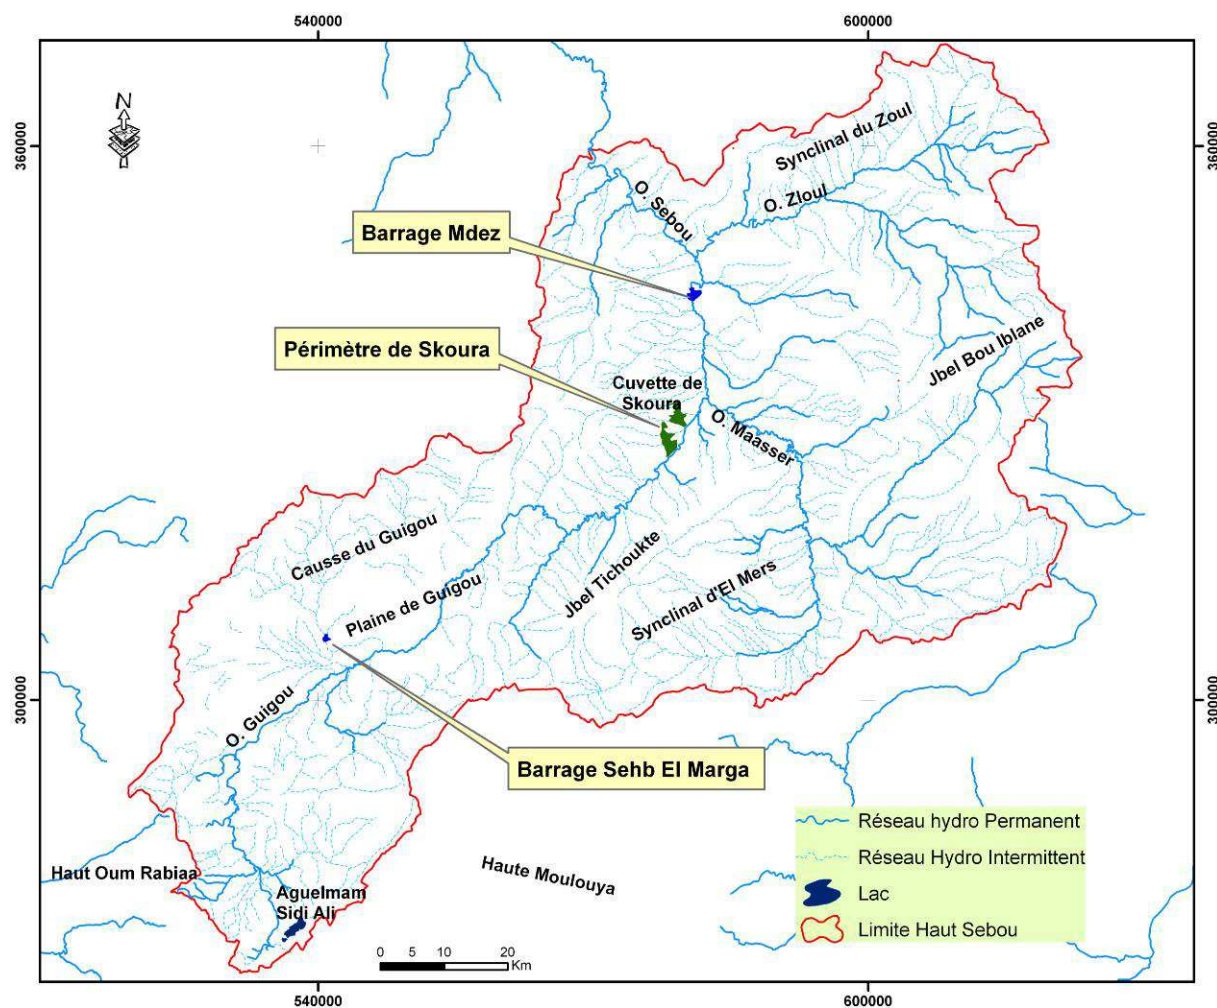 540000
600000
N
360000
360000
Synclinal du Zoul
O. Zloul
O. Sebou
Barrage Mdez
Périmètre de Skoura
Jbel Bou Iblane
Cuvette de
Skoura
O. Maasser
Causse du Guigou
Plaine de Guigou
Jbel Tichoukte
Synclinal d'El Mers
300000
300000
O. Guigou
Barrage Sehb El Marga
Réseau hydro Permanent
Réseau Hydro Intermittent
Lac
Limite Haut Sebou
Haut Oum Rabiaa
Haute Moulouya
Aguelmam
Sidi Ali
0 5 10 20
Km
540000
600000